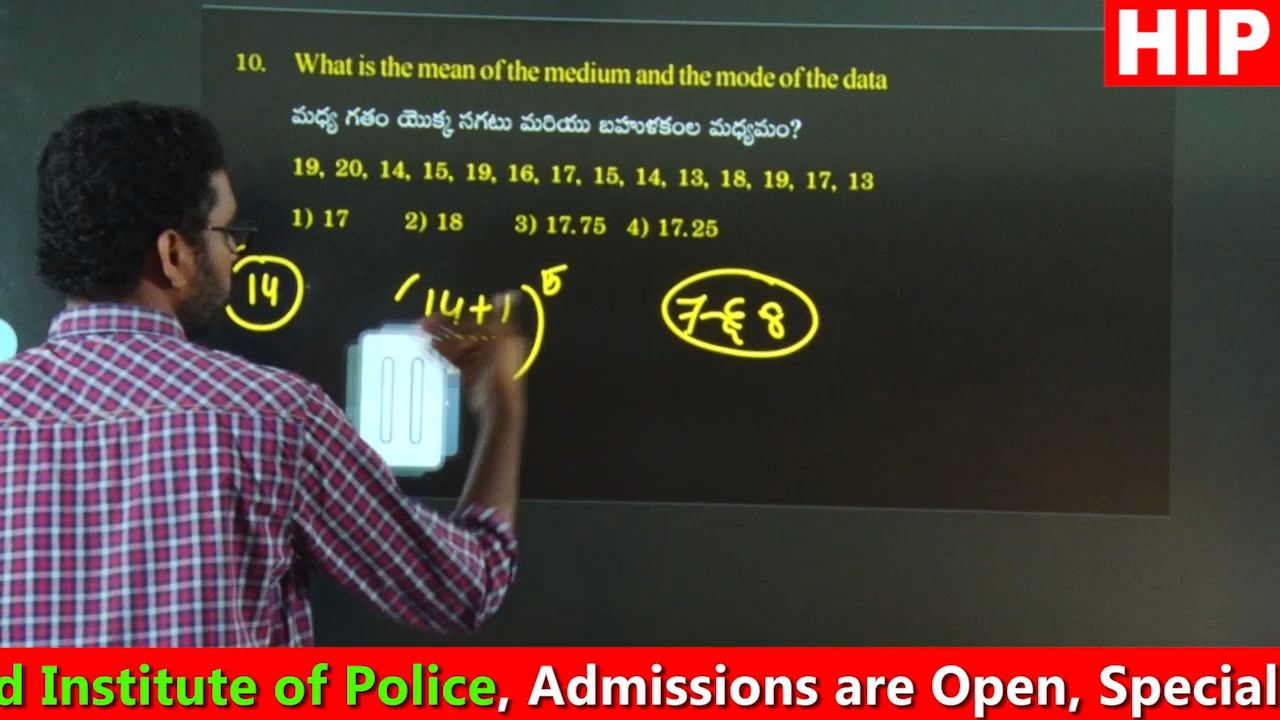 HIP
10. What is the mean of the medium and the mode of the data
మధ్య గతం యొక్క సగటు మరియు బహుళకంల మధ్యమం?
19, 20, 14, 15, 19, 16, 17, 15, 14, 13, 18, 19, 17, 13
1) 17 2) 18 3) 17.75 4) 17.25
14 (14+1) 7 & 8
d Institute of Police, Admissions are Open, Special